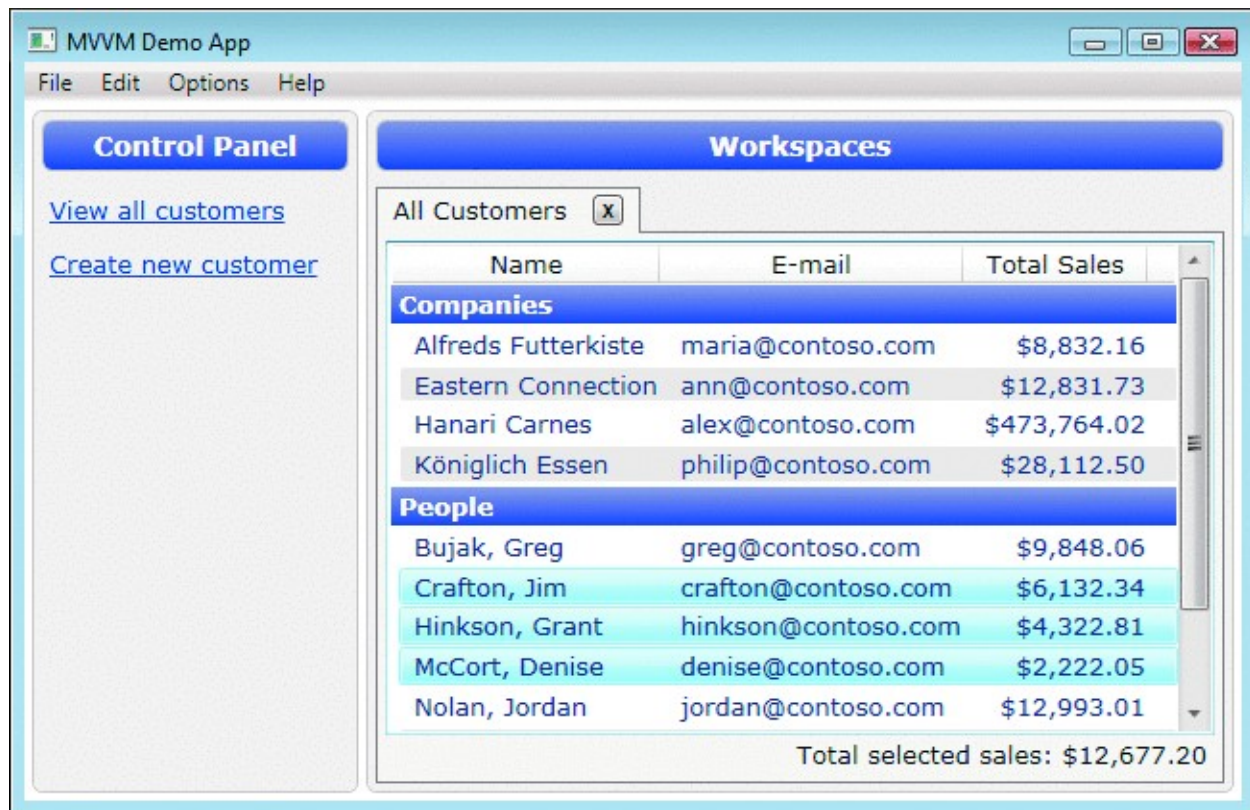 MVVM Demo App
File Edit Options Help
Control Panel
View all customers
Create new customer
Workspaces
All Customers X
Name E-mail Total Sales
Companies
Alfreds Futterkiste maria@contoso.com $8,832.16
Eastern Connection ann@contoso.com $12,831.73
Hanari Carnes alex@contoso.com $473,764.02
Königlich Essen philip@contoso.com $28,112.50
People
Bujak, Greg greg@contoso.com $9,848.06
Crafton, Jim crafton@contoso.com $6,132.34
Hinkson, Grant hinkson@contoso.com $4,322.81
McCort, Denise denise@contoso.com $2,222.05
Nolan, Jordan jordan@contoso.com $12,993.01
Total selected sales: $12,677.20